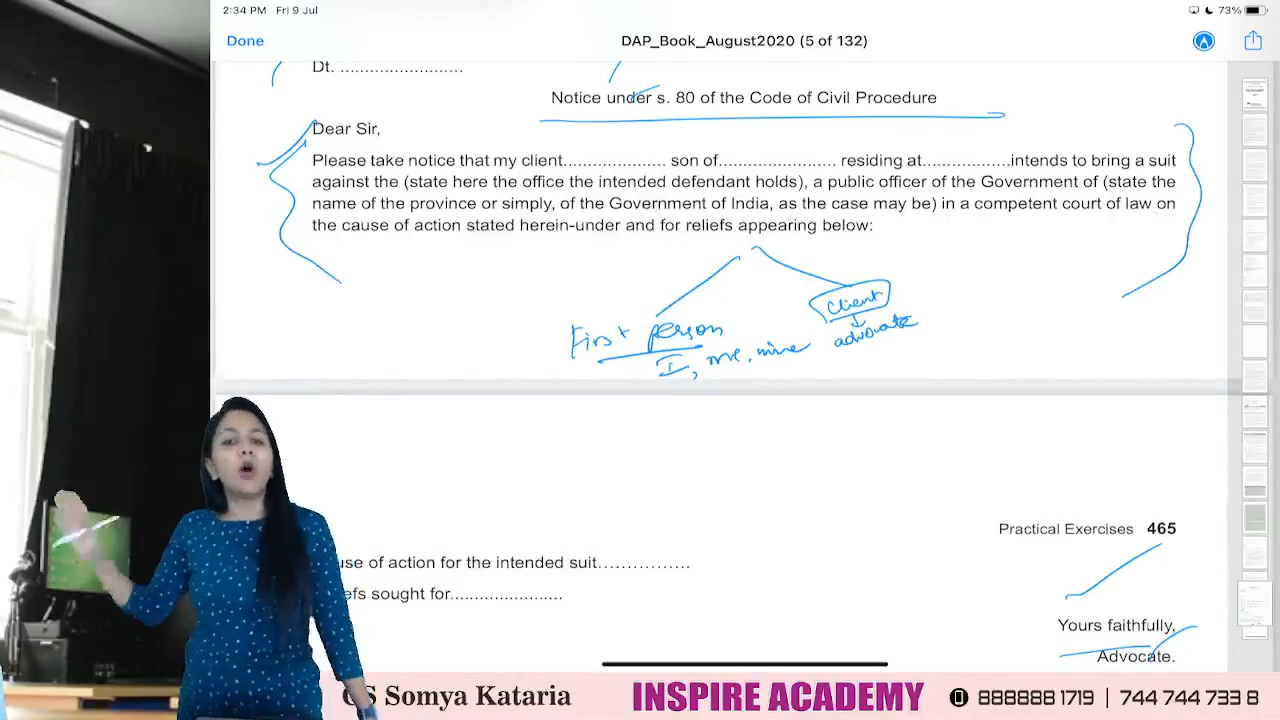 2:34 PM Fri 9 Jul 73%
Done DAP_Book_August2020 (5 of 132)
Dt. ..........................
Notice under s. 80 of the Code of Civil Procedure
Dear Sir,
Please take notice that my client..................... son of........................ residing at..................intends to bring a suit
against the (state here the office the intended defendant holds), a public officer of the Government of (state the
name of the province or simply, of the Government of India, as the case may be) in a competent court of law on
the cause of action stated herein-under and for reliefs appearing below:
First person
I, me, mine
Client
advocate
Practical Exercises 465
use of action for the intended suit................
efs sought for.......................
Yours faithfully,
Advocate.
CS Somya Kataria INSPIRE ACADEMY 888888 1719 | 744 744 733 8